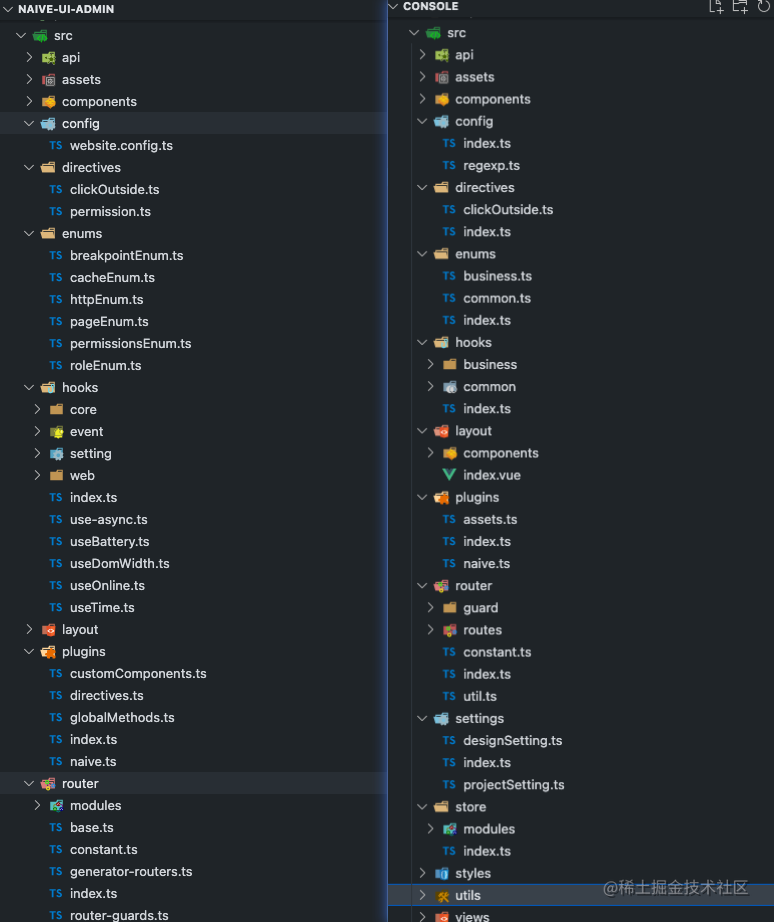 NAIVE-UI-ADMIN
src
api
assets
components
config
TS website.config.ts
directives
TS clickOutside.ts
TS permission.ts
enums
TS breakpointEnum.ts
TS cacheEnum.ts
TS httpEnum.ts
TS pageEnum.ts
TS permissionsEnum.ts
TS roleEnum.ts
hooks
core
event
setting
web
TS index.ts
TS use-async.ts
TS useBattery.ts
TS useDomWidth.ts
TS useOnline.ts
TS useTime.ts
layout
plugins
TS customComponents.ts
TS directives.ts
TS globalMethods.ts
TS index.ts
TS naive.ts
router
modules
TS base.ts
TS constant.ts
TS generator-routers.ts
TS index.ts
TS router-guards.ts
CONSOLE
src
api
assets
components
config
TS index.ts
TS regexp.ts
directives
TS clickOutside.ts
TS index.ts
enums
TS business.ts
TS common.ts
TS index.ts
hooks
business
common
TS index.ts
layout
components
index.vue
plugins
TS assets.ts
TS index.ts
TS naive.ts
router
guard
routes
TS constant.ts
TS index.ts
TS util.ts
settings
TS designSetting.ts
TS index.ts
TS projectSetting.ts
store
modules
TS index.ts
styles
utils
views
@稀土掘金技术社区